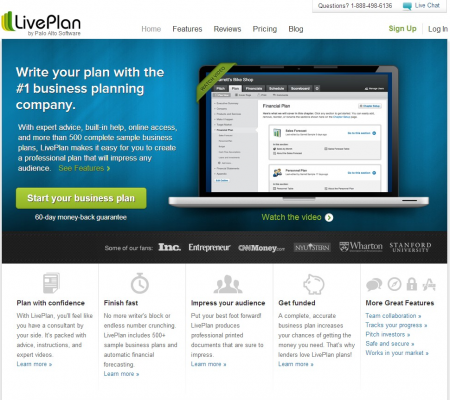 Questions? 1-888-498-6136 Live Chat
LivePlan
by Palo Alto Software
Home Features Reviews Pricing Blog
Sign Up Log In
Write your plan with the
#1 business planning
company.
With expert advice, built-in help, online access,
and more than 500 complete sample business
plans, LivePlan makes it easy for you to create
a professional plan that will impress any
audience. See Features
Start your business plan
60-day money-back guarantee
Bike Shop
Plan
Financial Plan
Sales Forecast
Personnel Plan
Watch the video
Some of our fans: Inc. Entrepreneur CNNMoney.com NYU STERN Wharton STANFORD
UNIVERSITY
Plan with confidence
With LivePlan, you'll feel like
you have a consultant by
your side. It's packed with
advice, instructions, and
expert videos.
Learn more »
Finish fast
No more writer's block or
endless number crunching.
LivePlan includes 500+
sample business plans and
automatic financial
forecasting.
Learn more »
Impress your audience
Put your best foot forward!
LivePlan produces
professional printed
documents that are sure to
impress.
Learn more »
Get funded
A complete, accurate
business plan increases
your chances of getting the
money you need. That's why
lenders love LivePlan plans!
Learn more »
More Great Features
Team collaboration »
Tracks your progress »
Pitch investors »
Safe and secure »
Works in your market »